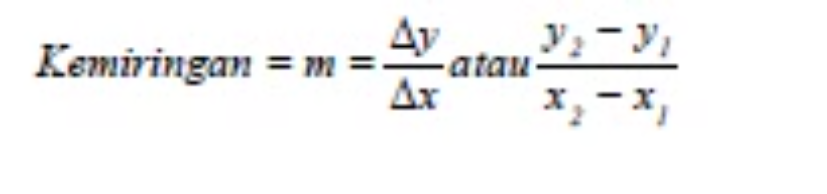 Kemiringan = m = Δy/Δx atau y₂ − y₁/x₂ − x₁